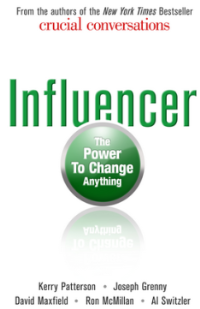 From the authors of the New York Times Bestseller
crucial conversations
Influencer
The
Power
To Change
Anything
Kerry Patterson • Joseph Grenny
David Maxfield • Ron McMillan • Al Switzler